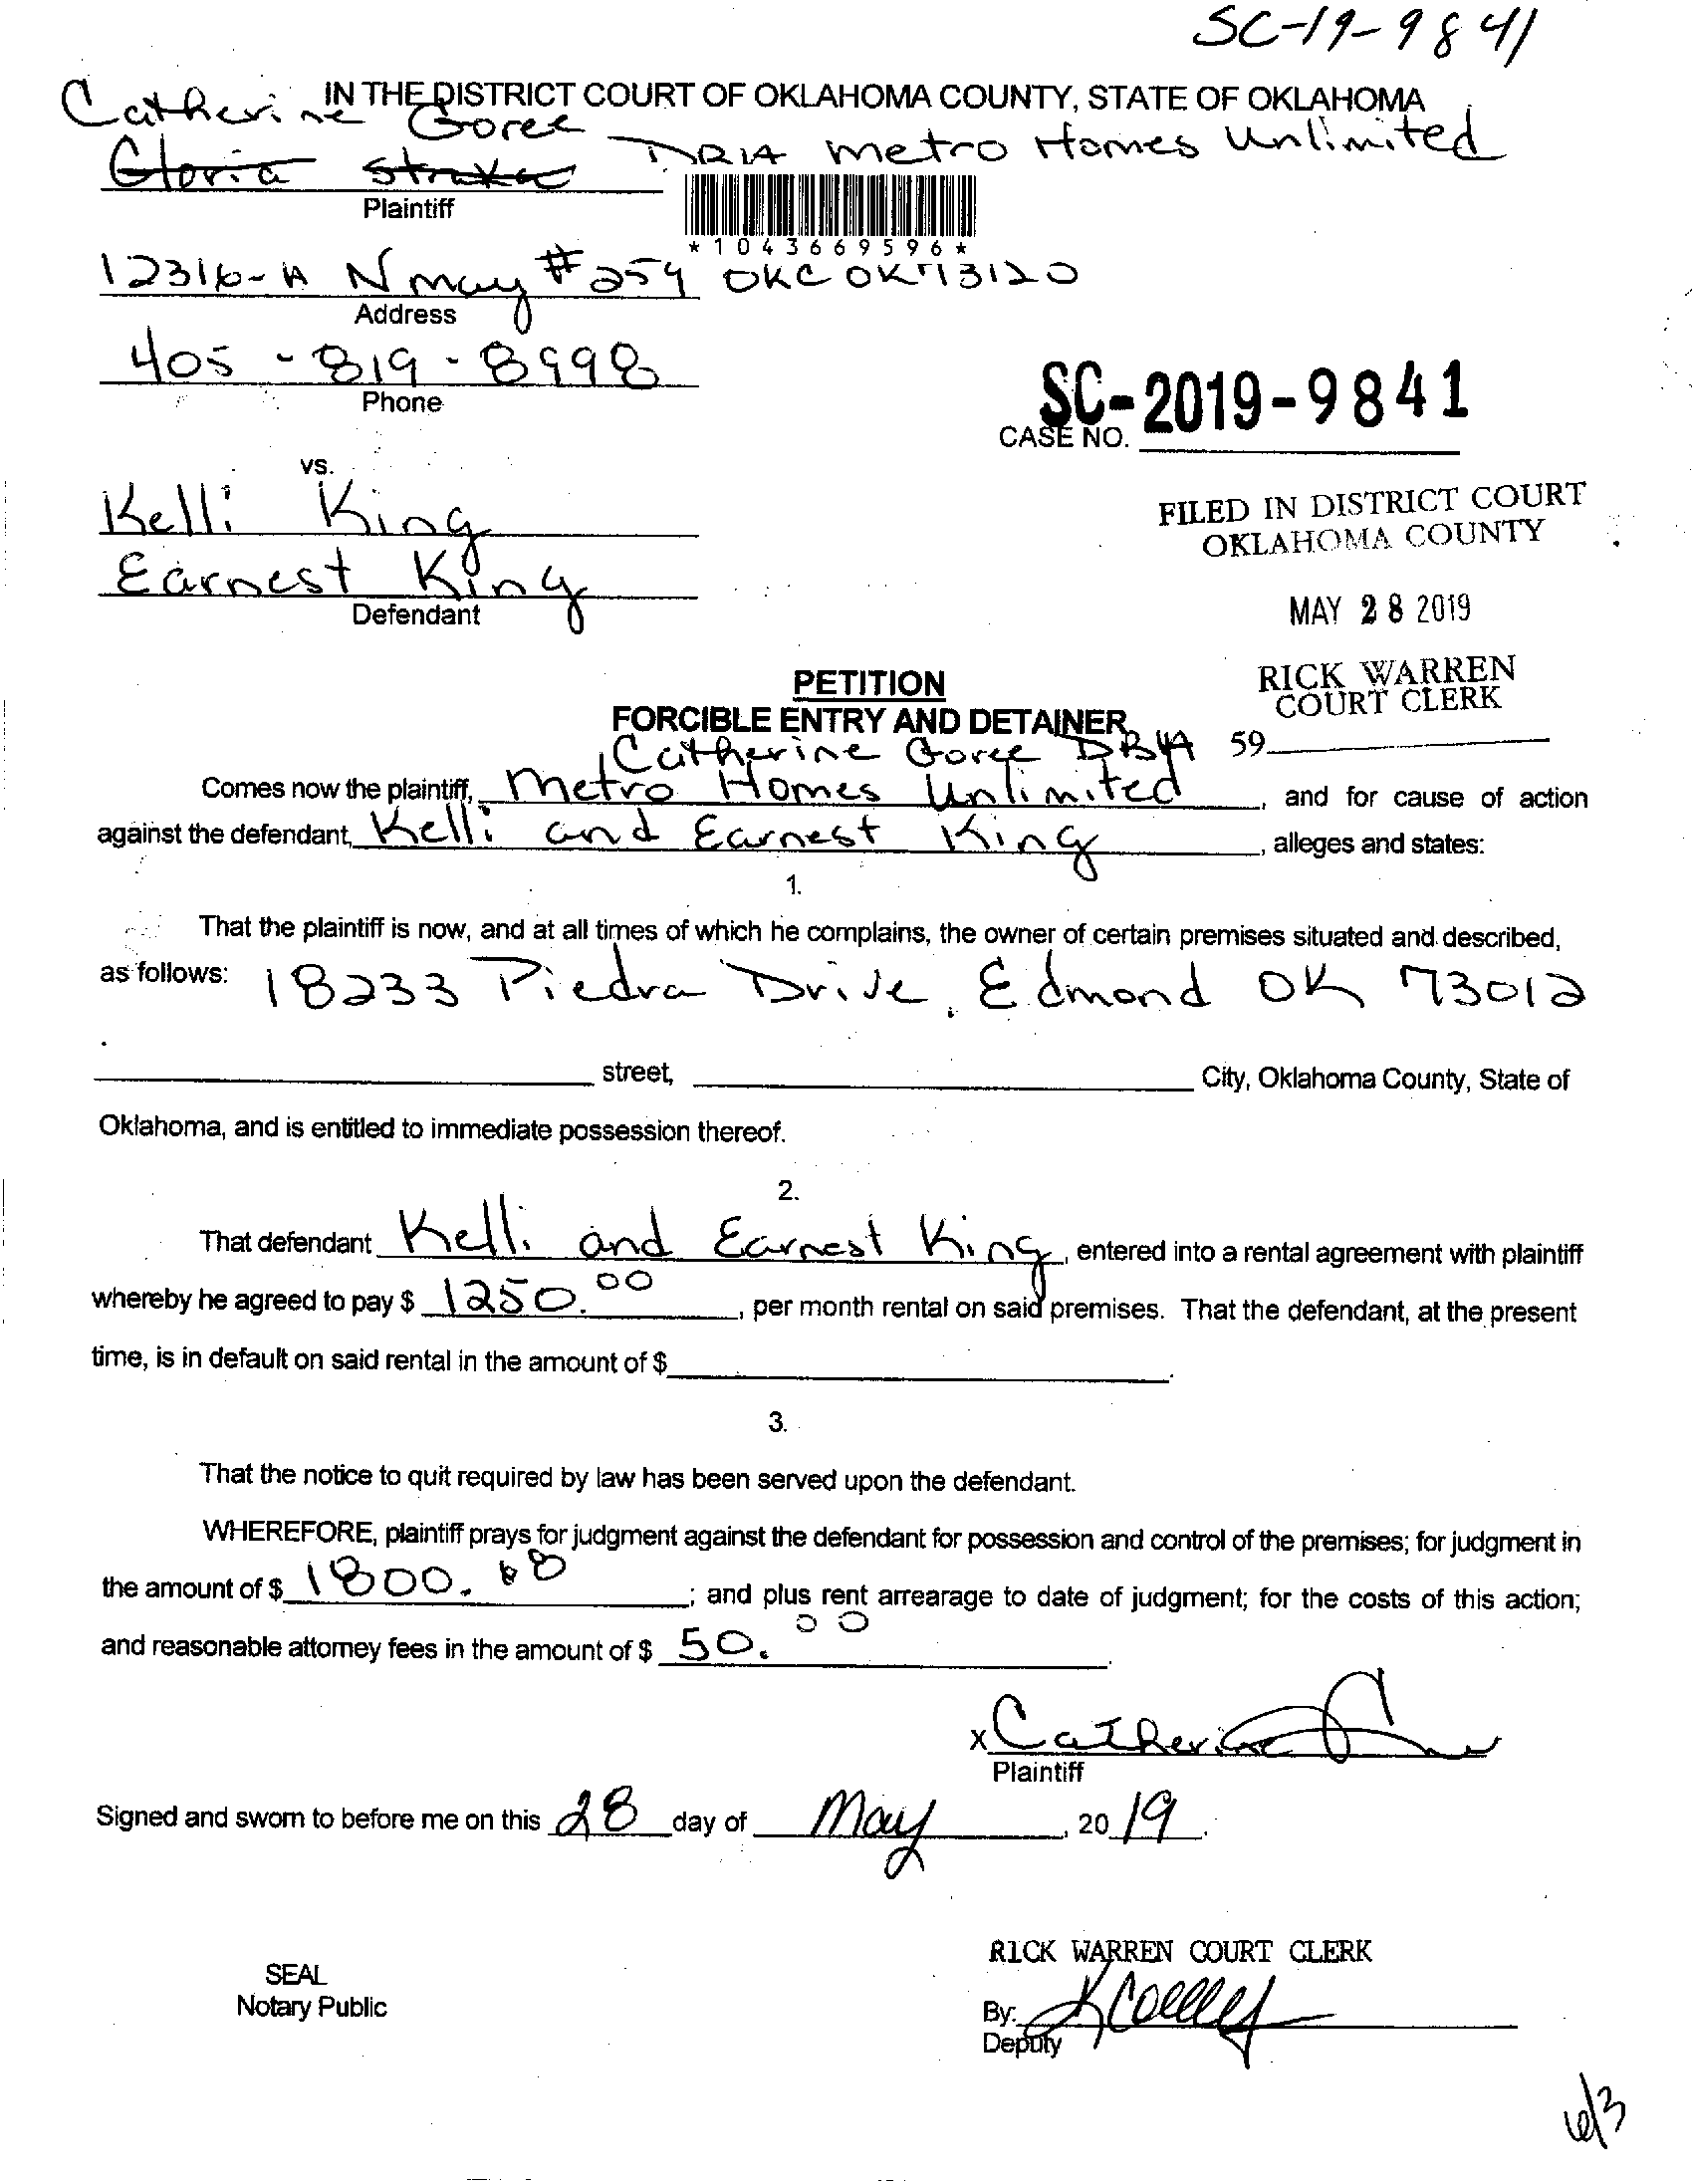 SC-19-9841
IN THE DISTRICT COURT OF OKLAHOMA COUNTY, STATE OF OKLAHOMA
Catherine Goree DBA Metro Homes Unlimited
Gloria
Plaintiff
*1043669596*
12316-A N May #259 OKC OK 73120
Address
405-819-8998
Phone
SC-2019-9841
CASE NO.
vs.
Kelli King
Earnest King
Defendant
FILED IN DISTRICT COURT
OKLAHOMA COUNTY
MAY 28 2019
RICK WARREN
COURT CLERK
59
PETITION
FORCIBLE ENTRY AND DETAINER
Catherine Goree DBA
Comes now the plaintiff, Metro Homes Unlimited, and for cause of action
against the defendant, Kelli and Earnest King, alleges and states:
1.
That the plaintiff is now, and at all times of which he complains, the owner of certain premises situated and described,
as follows: 18233 Piedra Drive, Edmond OK 73012
street, City, Oklahoma County, State of
Oklahoma, and is entitled to immediate possession thereof.
2.
That defendant Kelli and Earnest King, entered into a rental agreement with plaintiff
whereby he agreed to pay $ 1250.00, per month rental on said premises. That the defendant, at the present
time, is in default on said rental in the amount of $
3.
That the notice to quit required by law has been served upon the defendant.
WHEREFORE, plaintiff prays for judgment against the defendant for possession and control of the premises; for judgment in
the amount of $ 1800. ; and plus rent arrearage to date of judgment; for the costs of this action;
and reasonable attorney fees in the amount of $ 50.00
x Catherine
Plaintiff
Signed and sworn to before me on this 28 day of May, 2019.
RICK WARREN COURT CLERK
SEAL
Notary Public
By:
Deputy
6/3